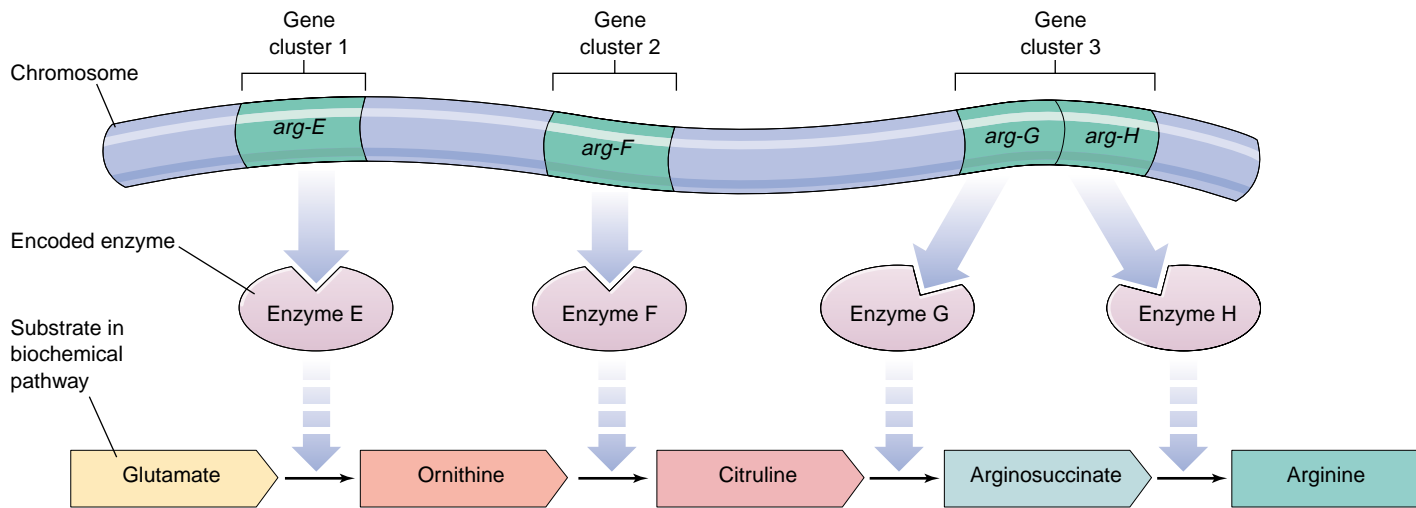 Gene
cluster 1
Gene
cluster 2
Gene
cluster 3
Chromosome
arg-E
arg-F
arg-G
arg-H
Encoded enzyme
Enzyme E
Enzyme F
Enzyme G
Enzyme H
Substrate in
biochemical
pathway
Glutamate
Ornithine
Citruline
Arginosuccinate
Arginine